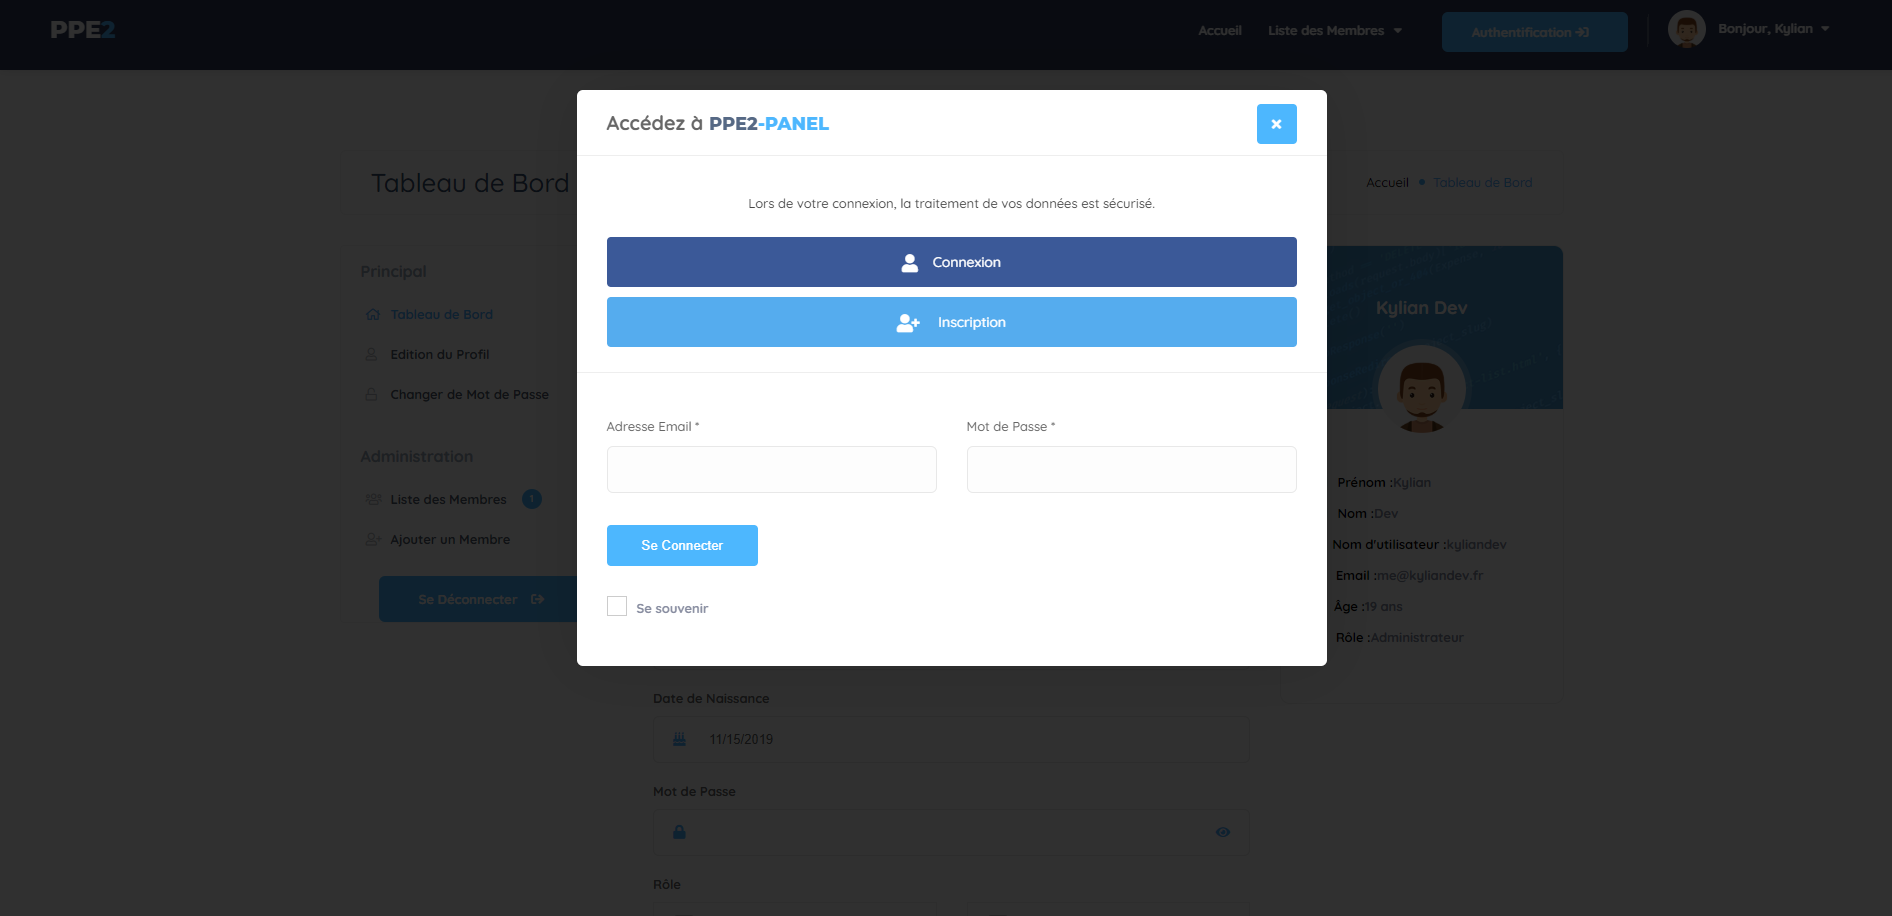 PPE2
Accueil
Liste des Membres
Authentification
Bonjour, Kylian
Accédez à PPE2-PANEL
Tableau de Bord
Accueil
Tableau de Bord
Lors de votre connexion, la traitement de vos données est sécurisé.
Connexion
Inscription
Principal
Tableau de Bord
Edition du Profil
Changer de Mot de Passe
Administration
Liste des Membres 1
Ajouter un Membre
Se Déconnecter
Adresse Email *
Mot de Passe *
Se Connecter
Se souvenir
Kylian Dev
Prénom :Kylian
Nom :Dev
Nom d'utilisateur :kyliandev
Email :me@kyliandev.fr
Âge :19 ans
Rôle :Administrateur
Date de Naissance
11/15/2019
Mot de Passe
Rôle